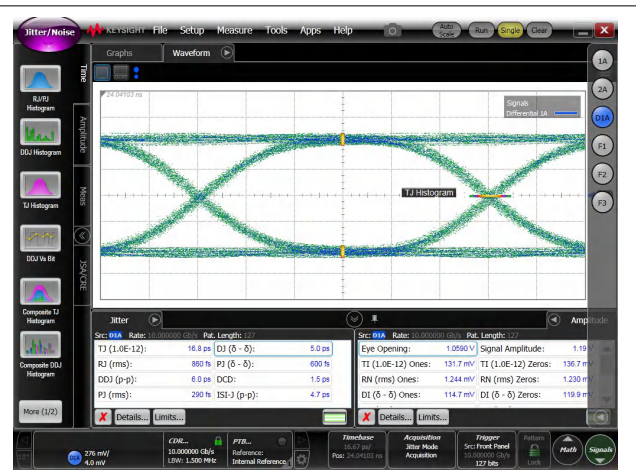 Jitter/Noise
KEYSIGHT File Setup Measure Tools Apps Help
Auto Scale
Run
Single
Clear
Graphs
Waveform
Time
Amplitude
Meas
JSA/CRE
RJ/PJ Histogram
DDJ Histogram
TJ Histogram
DDJ Vs Bit
Composite TJ Histogram
Composite DDJ Histogram
More (1/2)
24.04103 ns
Signals
Differential 1A
TJ Histogram
1A
2A
D1A
F1
F2
F3
Jitter
Src: D1A Rate: 10.000000 Gb/s Pat. Length: 127
TJ (1.0E-12): 16.8 ps DJ (δ - δ): 5.0 ps
RJ (rms): 860 fs PJ (δ - δ): 600 fs
DDJ (p-p): 6.0 ps DCD: 1.5 ps
PJ (rms): 290 fs ISI-J (p-p): 4.7 ps
Details... Limits...
Amplitude
Src: D1A Rate: 10.000000 Gb/s Pat. Length: 127
Eye Opening: 1.0590 V Signal Amplitude: 1.19 V
TI (1.0E-12) Ones: 131.7 mV TI (1.0E-12) Zeroes: 136.7 mV
RN (rms) Ones: 1.244 mV RN (rms) Zeroes: 1.230 m
DI (δ - δ) Ones: 114.7 mV DI (δ - δ) Zeroes: 119.9 m
Details... Limits...
D1A
276 mV/
4.0 mV
CDR...
10.00000 Gb/s
LBW: 1.500 MHz
PTB...
Reference:
Internal Reference
Timebase
16.67 ps/
Pos: 24.04103 ns
Acquisition
Jitter Mode
Acquisition
Trigger
Src: Front Panel
10.000000 Gb/s
127 bits
Pattern
Lock
Math
Signals